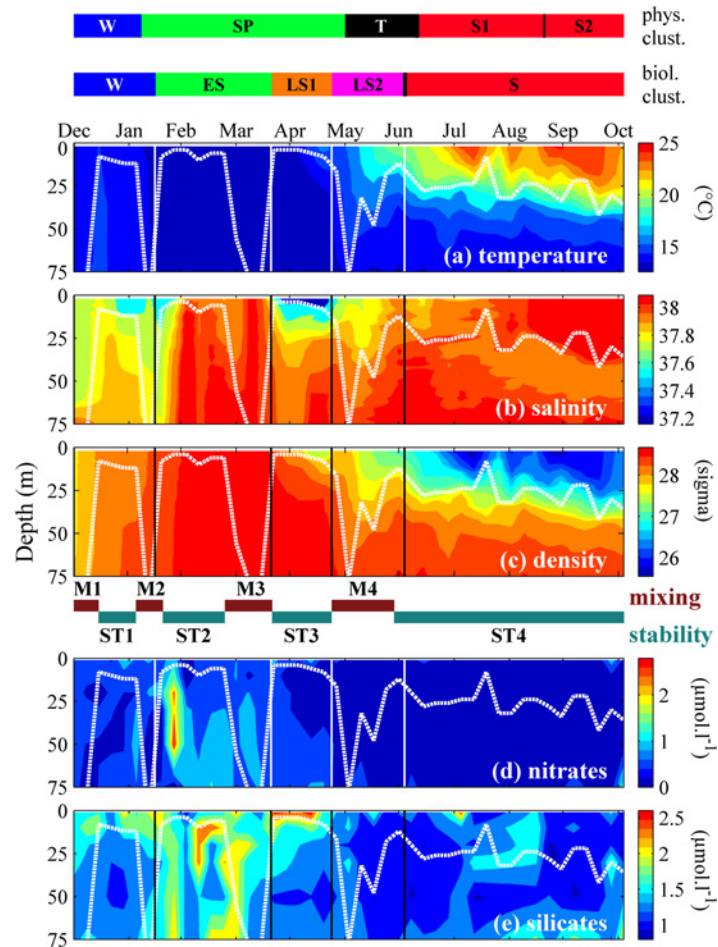 W SP T S1 S2 phys. clust.
W ES LS1 LS2 S biol. clust.
Dec Jan Feb Mar Apr May Jun Jul Aug Sep Oct
0 25
25 20
50 15
75
(°C)
(a) temperature
0 38
25 37.8
50 37.6
75 37.4
37.2
(b) salinity
0 28
25 27
50 26
75
(sigma)
(c) density
Depth (m)
M1 M2 M3 M4 mixing
ST1 ST2 ST3 ST4 stability
0 2
25 1
50 0
75
(µmol.l-1)
(d) nitrates
0 2.5
25 2
50 1.5
75 1
(µmol.l-1)
(e) silicates